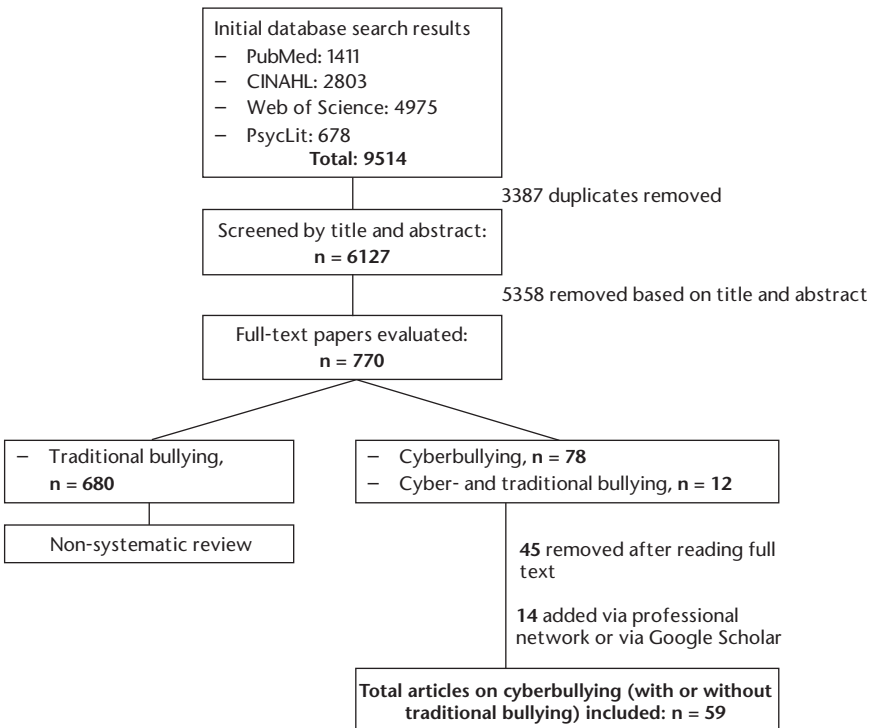 Initial database search results
– PubMed: 1411
– CINAHL: 2803
– Web of Science: 4975
– PsycLit: 678
Total: 9514
3387 duplicates removed
Screened by title and abstract:
n = 6127
5358 removed based on title and abstract
Full-text papers evaluated:
n = 770
– Traditional bullying,
n = 680
Non-systematic review
– Cyberbullying, n = 78
– Cyber- and traditional bullying, n = 12
45 removed after reading full
text
14 added via professional
network or via Google Scholar
Total articles on cyberbullying (with or without
traditional bullying) included: n = 59